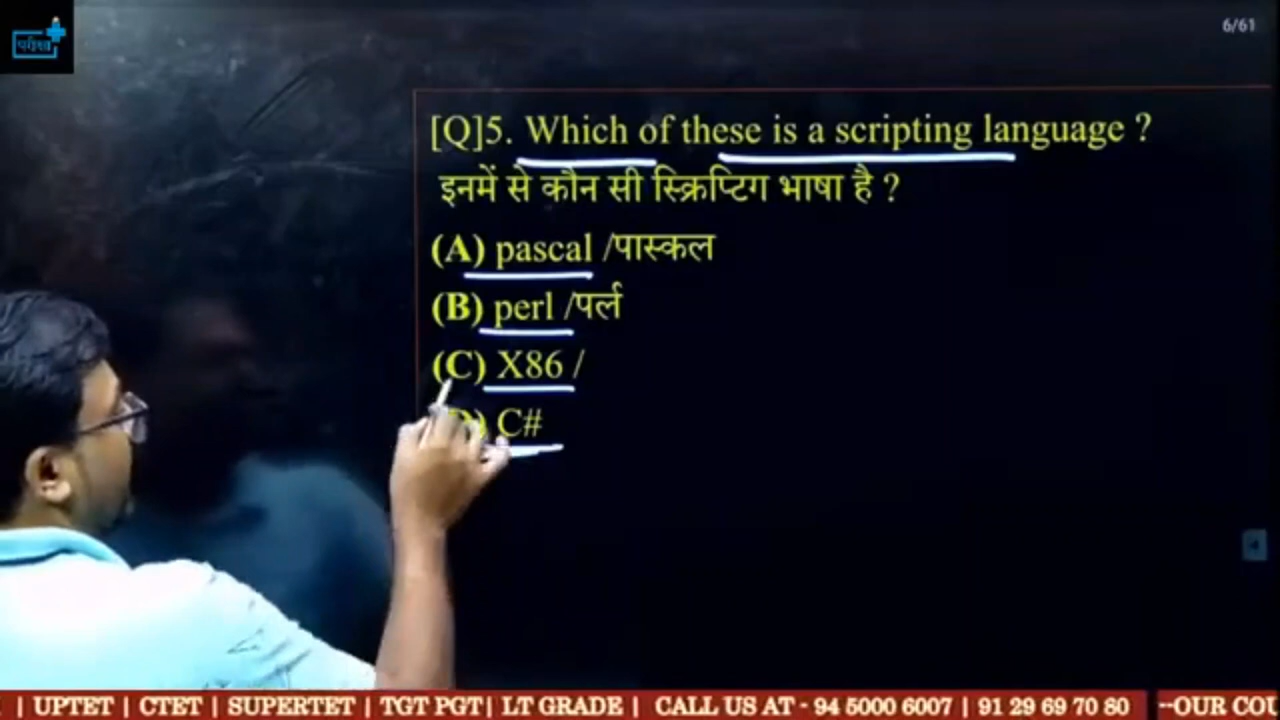 परीक्षा
6/61
[Q]5. Which of these is a scripting language ?
इनमें से कौन सी स्क्रिप्टिग भाषा है ?
(A) pascal /पास्कल
(B) perl /पर्ल
(C) X86 /
(D) C#
| UPTET | CTET | SUPERTET | TGT PGT| LT GRADE | CALL US AT - 94 5000 6007 | 91 29 69 70 80 --OUR COU